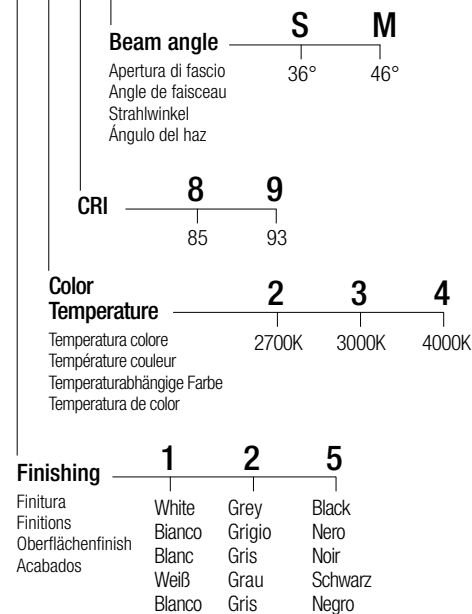 Beam angle S M
Apertura di fascio 36° 46°
Angle de faisceau
Strahlwinkel
Ángulo del haz
CRI 8 9
85 93
Color
Temperature 2 3 4
Temperatura colore 2700K 3000K 4000K
Température couleur
Temperaturabhängige Farbe
Temperatura de color
Finishing 1 2 5
Finitura White Grey Black
Finitions Bianco Grigio Nero
Oberflächenfinish Blanc Gris Noir
Acabados Weiß Grau Schwarz
Blanco Gris Negro